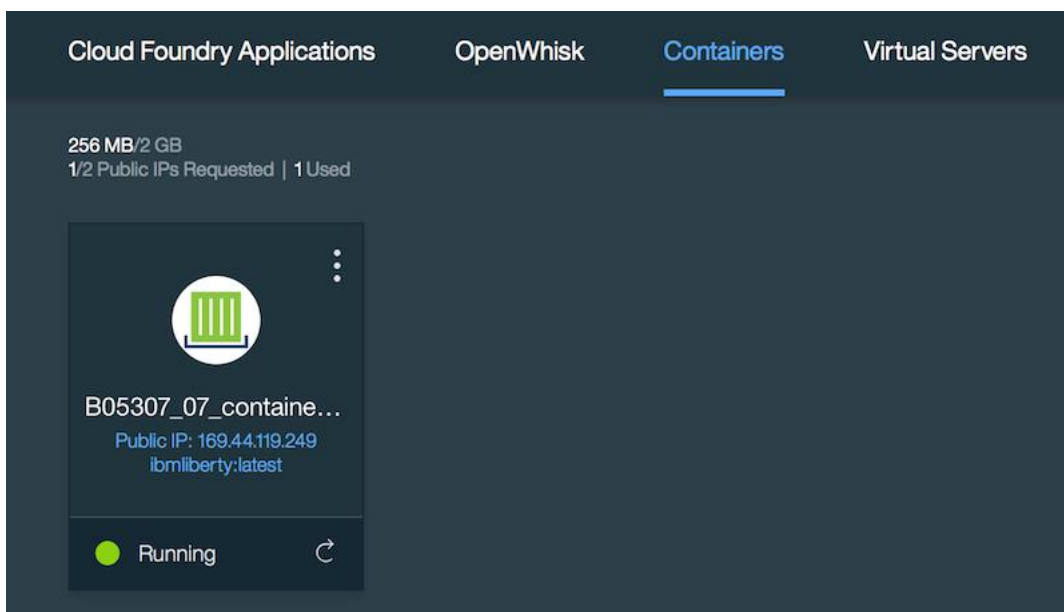 Cloud Foundry Applications OpenWhisk Containers Virtual Servers
256 MB/2 GB
1/2 Public IPs Requested | 1 Used
B05307_07_containe...
Public IP: 169.44.119.249
ibmliberty:latest
Running